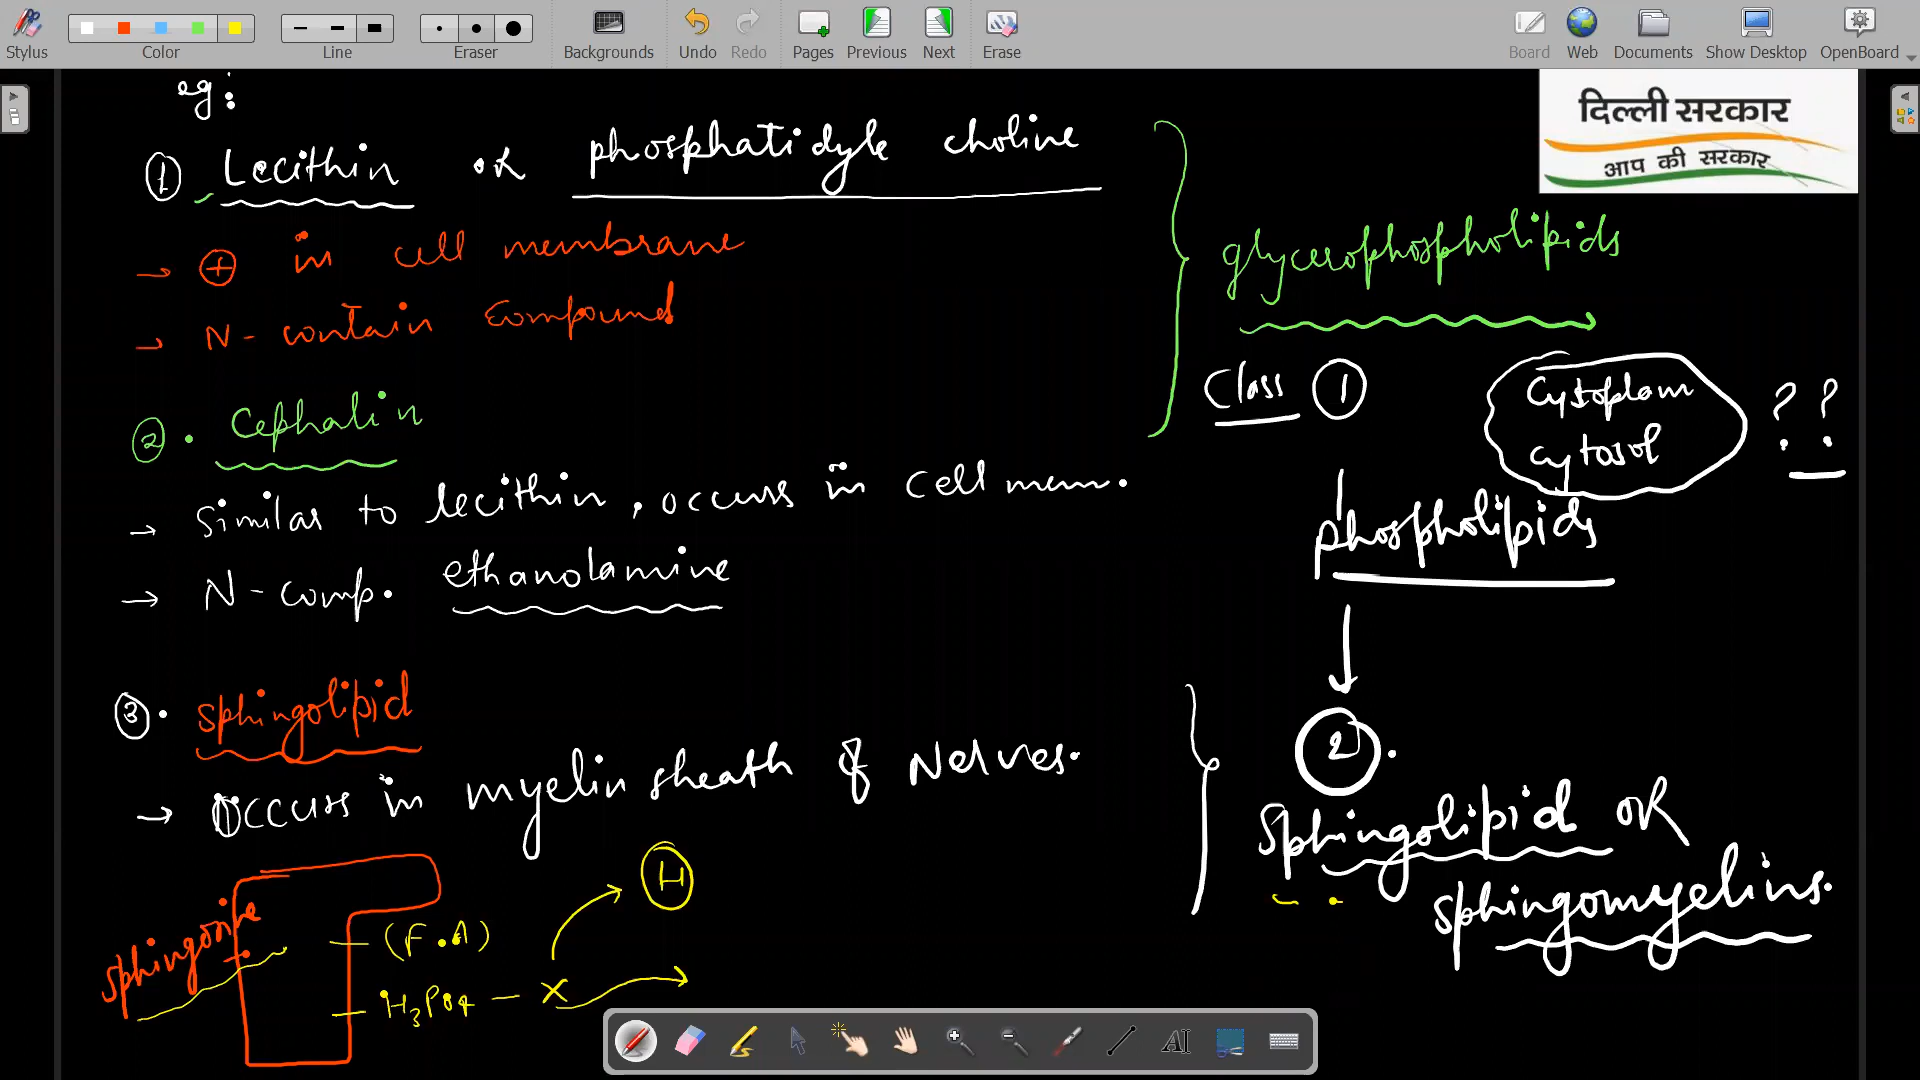 Stylus Color Line Eraser Backgrounds Undo Redo Pages Previous Next Erase Board Web Documents Show Desktop OpenBoard
eg:
① Lecithin or phosphatidyle choline
→ ⊕ in cell membrane
→ N-contain compound
② . Cephalin
→ Similar to lecithin, occurs in cell mem.
→ N-comp. ethanolamine
③ . Sphingolipid
→ Occurs in myelin sheath of Nerves.
Sphingosine
(F.A)
H3PO4 - X
H
दिल्ली सरकार
आप की सरकार
glycerophospholipids
Class ①
Cytoplasm
cytosol
? ?
phospholipids
② .
Sphingolipid or
sphingomyelins.
AI